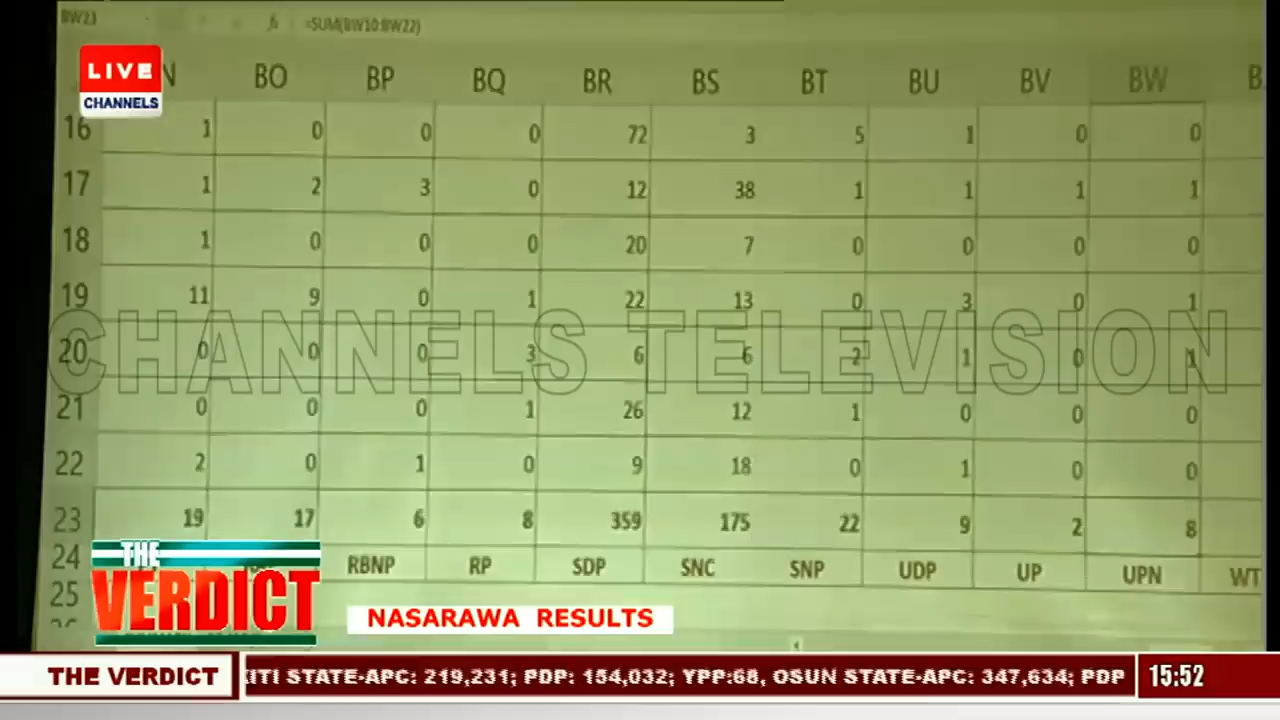 BW23 fx =SUM(BW10:BW22)
LIVE
CHANNELS
N BO BP BQ BR BS BT BU BV BW
16 1 0 0 0 72 3 5 1 0 0
17 1 2 3 0 12 38 1 1 1 1
18 1 0 0 0 20 7 0 0 0 0
19 11 9 0 1 22 13 0 3 0 1
CHANNELS TELEVISION
20 0 0 0 3 6 6 2 1 0 1
21 0 0 0 1 26 12 1 0 0 0
22 2 0 1 0 9 18 0 1 0 0
23 19 17 6 8 359 175 22 9 2 8
24 RBNP RP SDP SNC SNP UDP UP UPN WT
25
THE
VERDICT
NASARAWA RESULTS
THE VERDICT
KITI STATE-APC: 219,231; PDP: 154,032; YPP:68, OSUN STATE-APC: 347,634; PDP
15:52